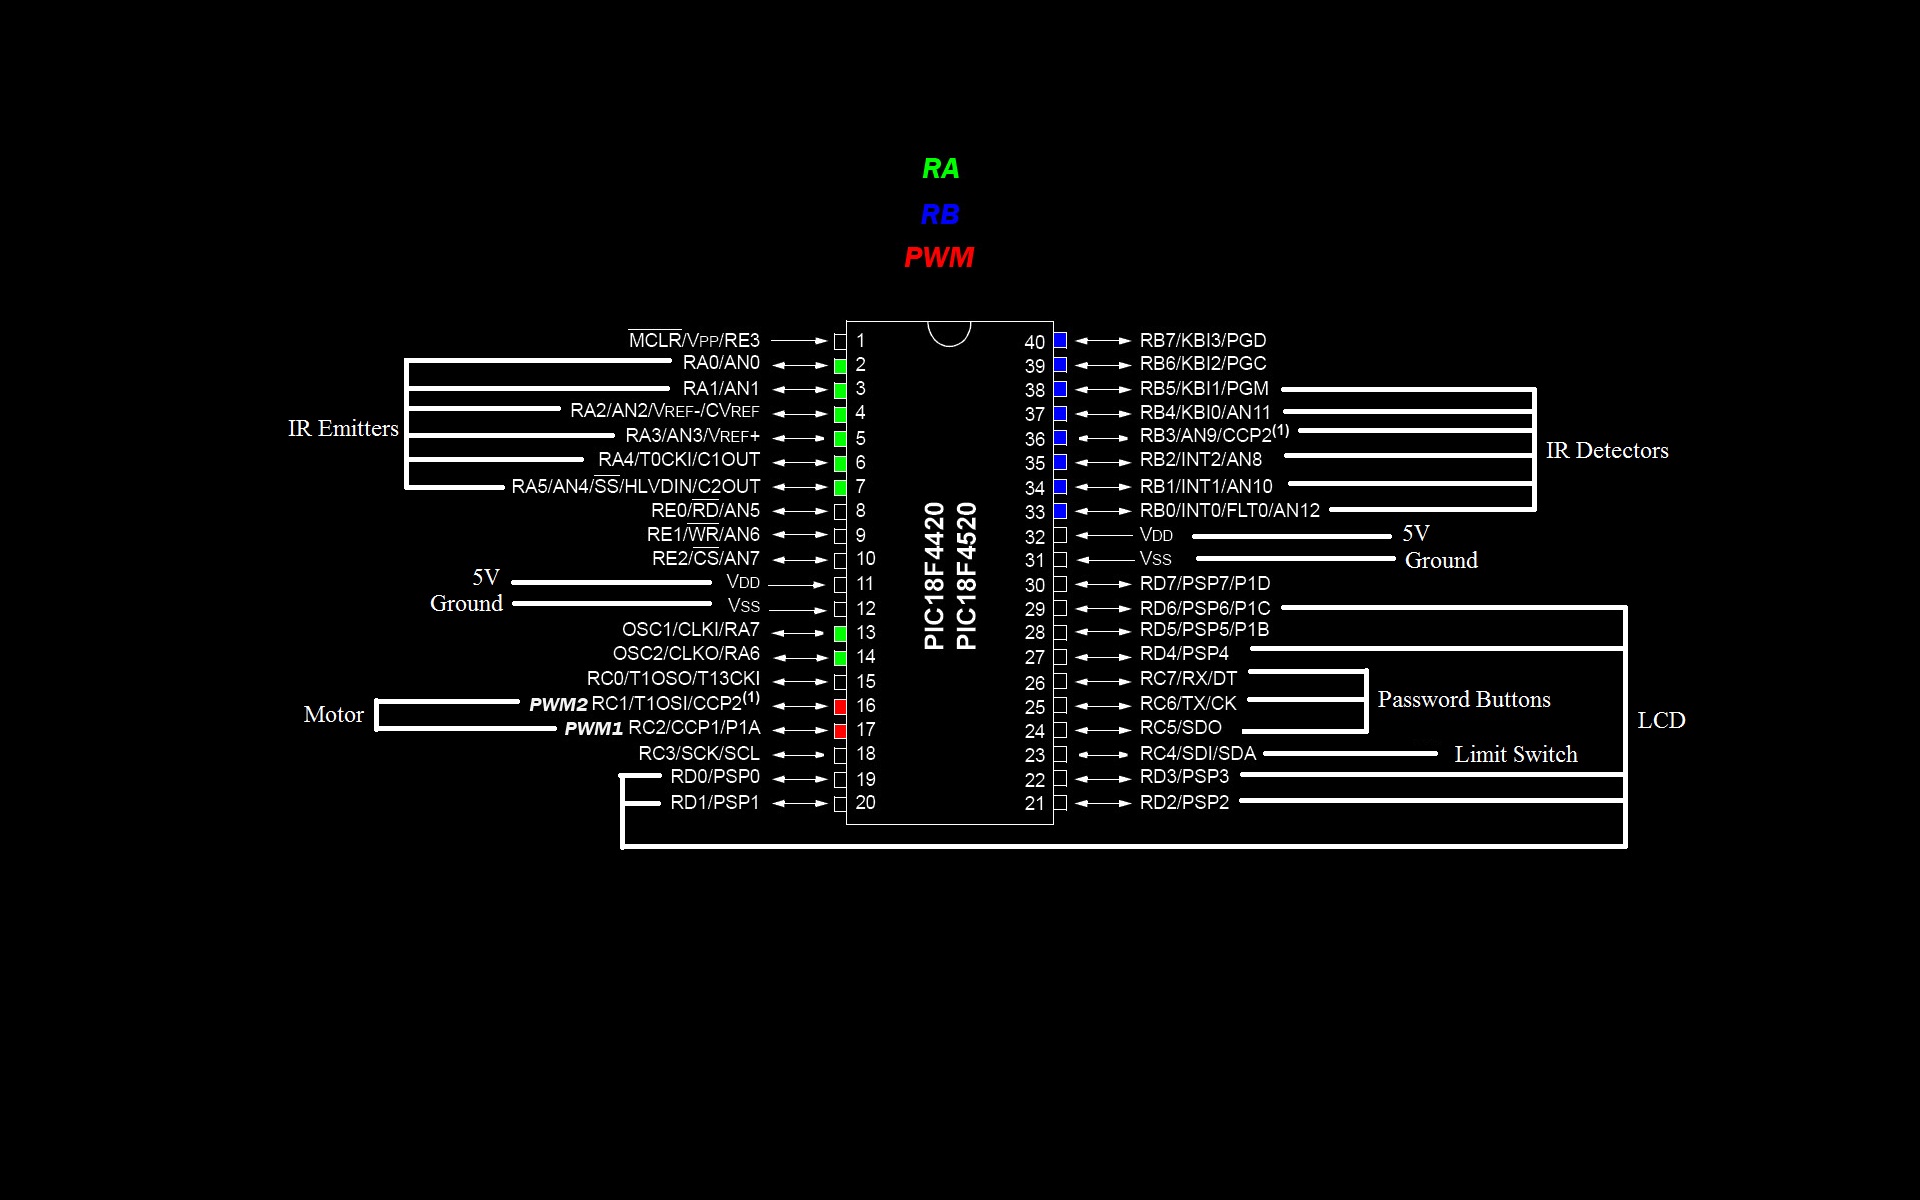 RA
RB
PWM
MCLR/VPP/RE3 1
RA0/AN0 2
RA1/AN1 3
RA2/AN2/VREF-/CVREF 4
RA3/AN3/VREF+ 5
RA4/T0CKI/C1OUT 6
RA5/AN4/SS/HLVDIN/C2OUT 7
RE0/RD/AN5 8
RE1/WR/AN6 9
RE2/CS/AN7 10
VDD 11
VSS 12
OSC1/CLKI/RA7 13
OSC2/CLKO/RA6 14
RC0/T1OSO/T13CKI 15
PWM2 RC1/T1OSI/CCP2(1) 16
PWM1 RC2/CCP1/P1A 17
RC3/SCK/SCL 18
RD0/PSP0 19
RD1/PSP1 20
IR Emitters
5V
Ground
Motor
PIC18F4420
PIC18F4520
40 RB7/KBI3/PGD
39 RB6/KBI2/PGC
38 RB5/KBI1/PGM
37 RB4/KBI0/AN11
36 RB3/AN9/CCP2(1)
35 RB2/INT2/AN8
34 RB1/INT1/AN10
33 RB0/INT0/FLT0/AN12
32 VDD 5V
31 VSS Ground
30 RD7/PSP7/P1D
29 RD6/PSP6/P1C
28 RD5/PSP5/P1B
27 RD4/PSP4
26 RC7/RX/DT
25 RC6/TX/CK
24 RC5/SDO
23 RC4/SDI/SDA Limit Switch
22 RD3/PSP3
21 RD2/PSP2
IR Detectors
Password Buttons
LCD